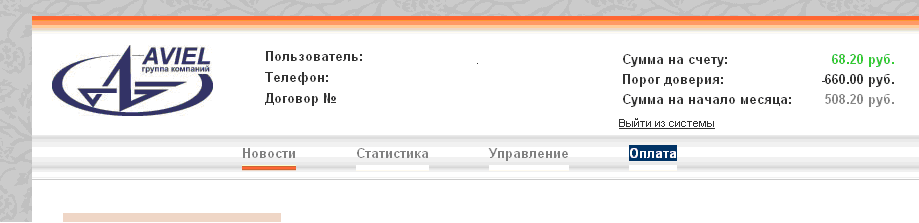 AVIEL
группа компаний
Пользователь:
Телефон:
Договор №
Сумма на счету: 68.20 руб.
Порог доверия: -660.00 руб.
Сумма на начало месяца: 508.20 руб.
Выйти из системы
Новости Статистика Управление Оплата